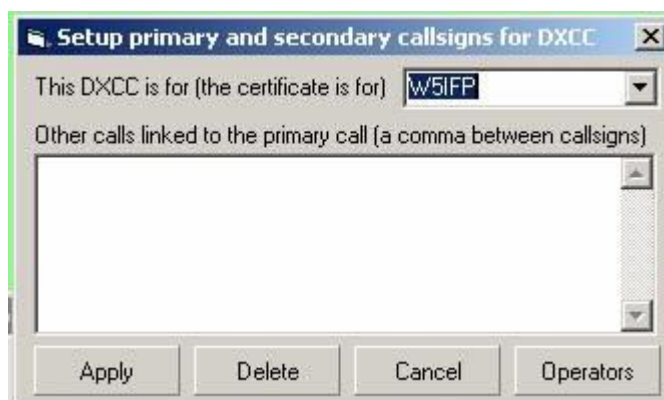 Setup primary and secondary callsigns for DXCC
This DXCC is for (the certificate is for) W5IFP
Other calls linked to the primary call (a comma between callsigns)
Apply Delete Cancel Operators